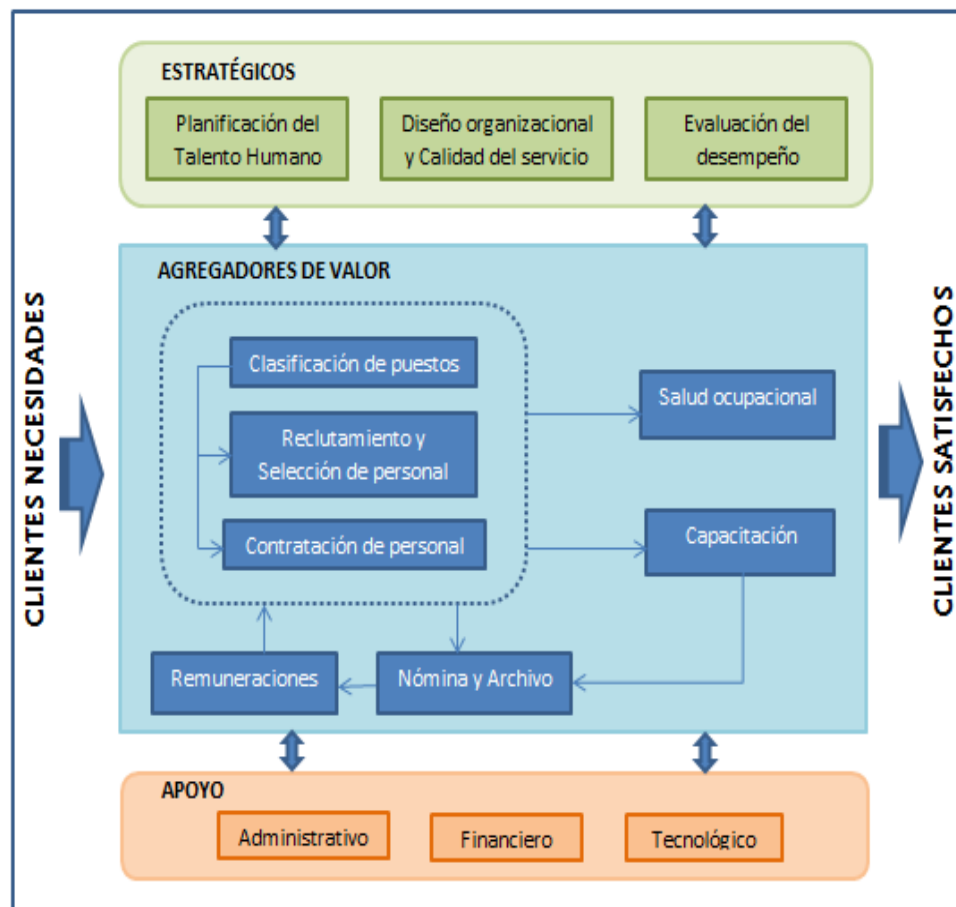 ESTRATÉGICOS
Planificación del
Talento Humano
Diseño organizacional
y Calidad del servicio
Evaluación del
desempeño
CLIENTES NECESIDADES
AGREGADORES DE VALOR
Clasificación de puestos
Reclutamiento y
Selección de personal
Contratación de personal
Salud ocupacional
Capacitación
Remuneraciones
Nómina y Archivo
CLIENTES SATISFECHOS
APOYO
Administrativo
Financiero
Tecnológico